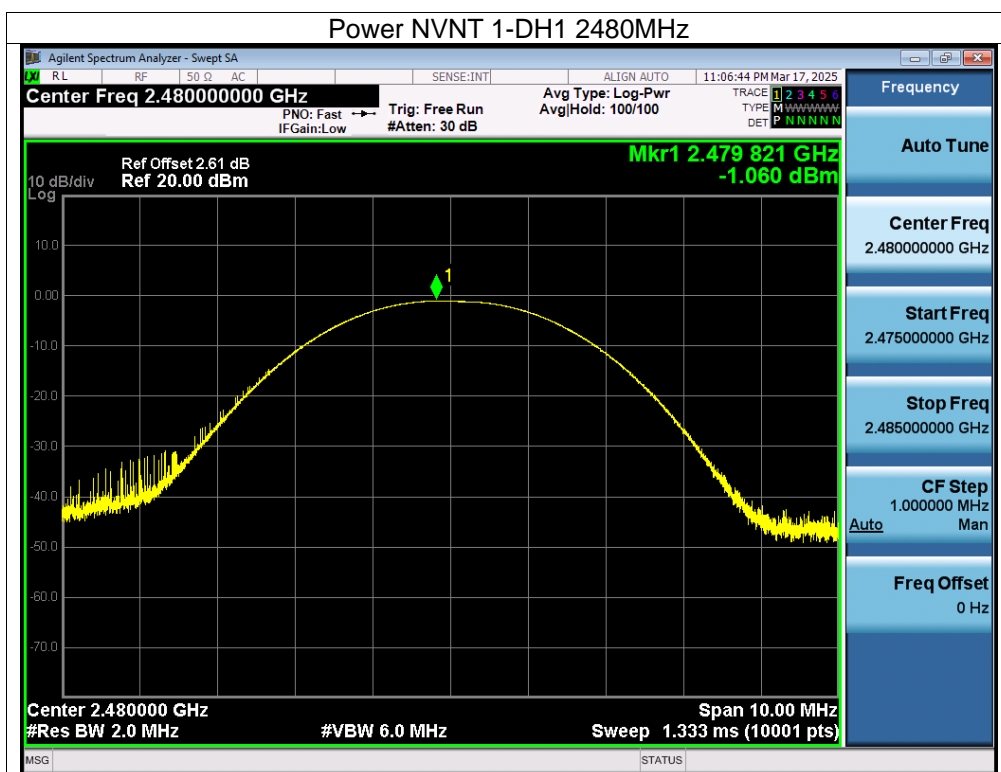 Power NVNT 1-DH1 2480MHz
Agilent Spectrum Analyzer - Swept SA
LXI RL RF 50 Ω AC SENSE:INT ALIGN AUTO 11:06:44 PM Mar 17, 2025
Center Freq 2.480000000 GHz
PNO: Fast
IFGain:Low
Trig: Free Run
#Atten: 30 dB
Avg Type: Log-Pwr
Avg|Hold: 100/100
TRACE 1 2 3 4 5 6
TYPE M WWWWW
DET P N N N N N
Mkr1 2.479 821 GHz
-1.060 dBm
Ref Offset 2.61 dB
10 dB/div Ref 20.00 dBm
Log
10.0
0.00
-10.0
-20.0
-30.0
-40.0
-50.0
-60.0
-70.0
1
Center 2.480000 GHz Span 10.00 MHz
#Res BW 2.0 MHz #VBW 6.0 MHz Sweep 1.333 ms (10001 pts)
MSG STATUS
Frequency
Auto Tune
Center Freq
2.480000000 GHz
Start Freq
2.475000000 GHz
Stop Freq
2.485000000 GHz
CF Step
1.000000 MHz
Auto Man
Freq Offset
0 Hz